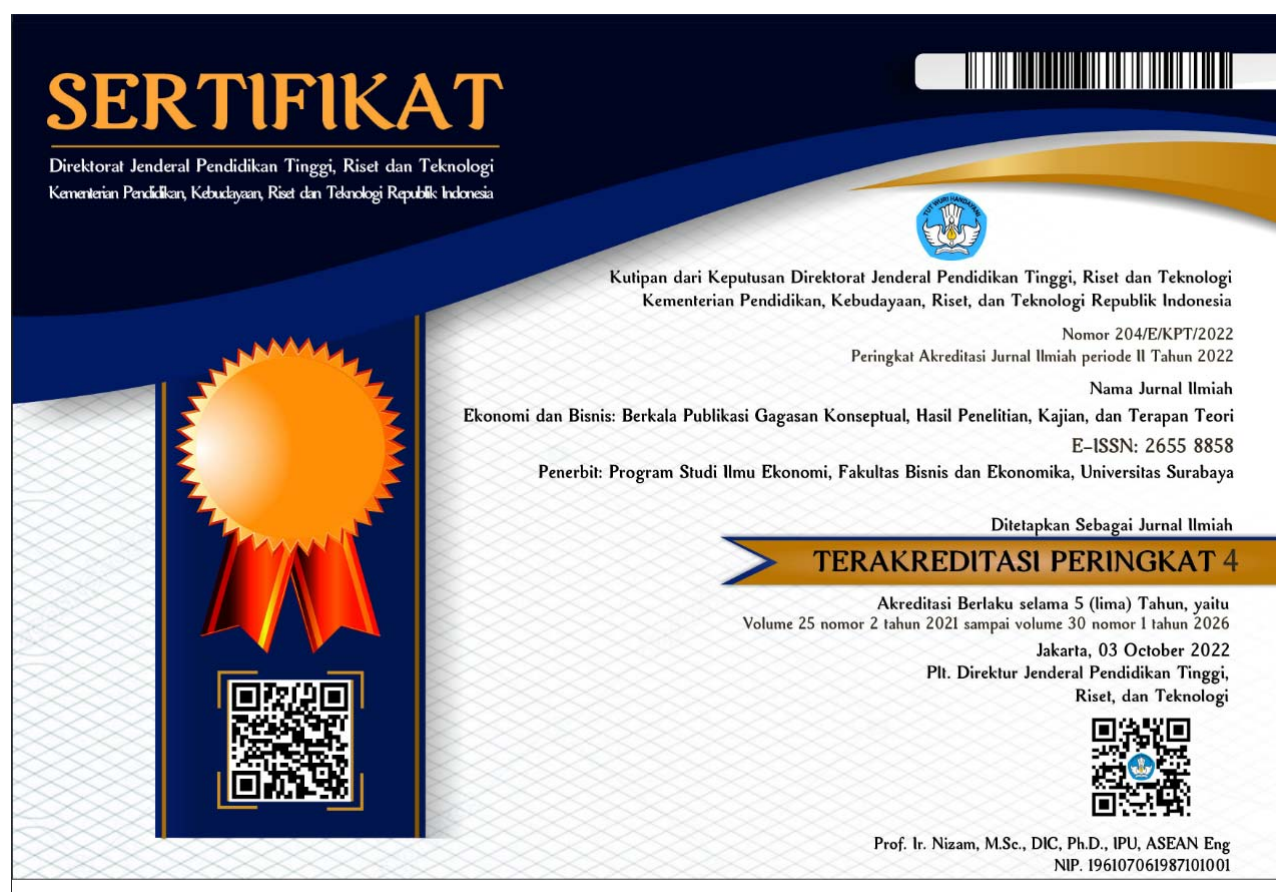 SERTIFIKAT
Direktorat Jenderal Pendidikan Tinggi, Riset dan Teknologi
Kementerian Pendidikan, Kebudayaan, Riset dan Teknologi Republik Indonesia
TUT WURI HANDAYANI
Kutipan dari Keputusan Direktorat Jenderal Pendidikan Tinggi, Riset dan Teknologi
Kementerian Pendidikan, Kebudayaan, Riset, dan Teknologi Republik Indonesia
Nomor 204/E/KPT/2022
Peringkat Akreditasi Jurnal Ilmiah periode II Tahun 2022
Nama Jurnal Ilmiah
Ekonomi dan Bisnis: Berkala Publikasi Gagasan Konseptual, Hasil Penelitian, Kajian, dan Terapan Teori
E-ISSN: 2655 8858
Penerbit: Program Studi Ilmu Ekonomi, Fakultas Bisnis dan Ekonomika, Universitas Surabaya
Ditetapkan Sebagai Jurnal Ilmiah
TERAKREDITASI PERINGKAT 4
Akreditasi Berlaku selama 5 (lima) Tahun, yaitu
Volume 25 nomor 2 tahun 2021 sampai volume 30 nomor 1 tahun 2026
Jakarta, 03 October 2022
Plt. Direktur Jenderal Pendidikan Tinggi,
Riset, dan Teknologi
Prof. Ir. Nizam, M.Sc., DIC, Ph.D., IPU, ASEAN Eng
NIP. 196107061987101001